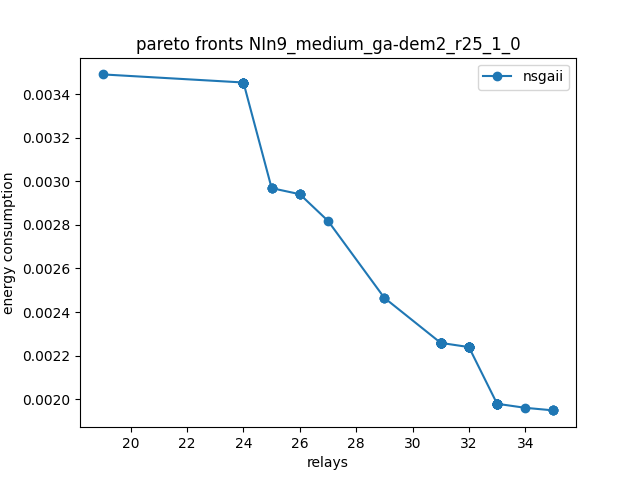 pareto fronts NIn9_medium_ga-dem2_r25_1_0
nsgaii
0.0034
0.0032
0.0030
0.0028
0.0026
0.0024
0.0022
0.0020
energy consumption
20 22 24 26 28 30 32 34
relays